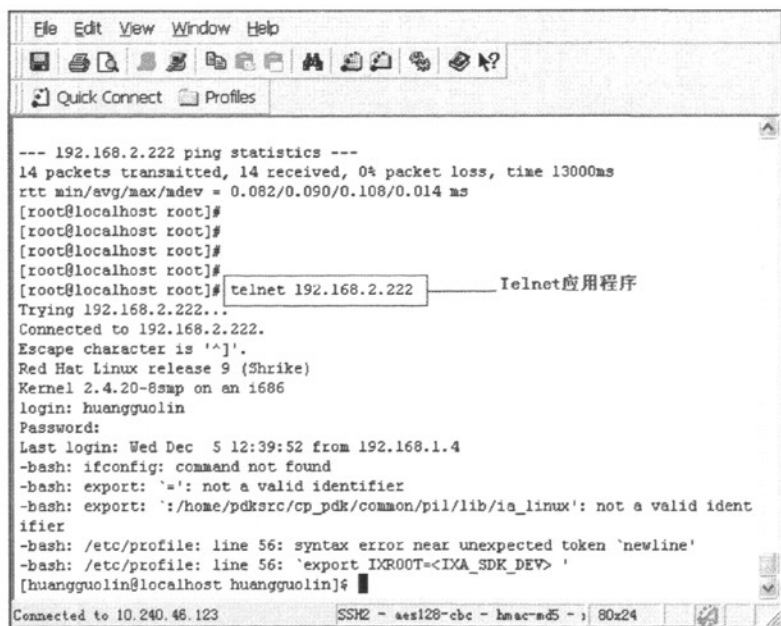 File Edit View Window Help
Quick Connect Profiles
--- 192.168.2.222 ping statistics ---
14 packets transmitted, 14 received, 0% packet loss, time 13000ms
rtt min/avg/max/mdev = 0.082/0.090/0.108/0.014 ms
[root@localhost root]#
[root@localhost root]#
[root@localhost root]#
[root@localhost root]#
[root@localhost root]# telnet 192.168.2.222 Telnet应用程序
Trying 192.168.2.222...
Connected to 192.168.2.222.
Escape character is '^]'.
Red Hat Linux release 9 (Shrike)
Kernel 2.4.20-8smp on an i686
login: huangguolin
Password:
Last login: Wed Dec  5 12:39:52 from 192.168.1.4
-bash: ifconfig: command not found
-bash: export: `=': not a valid identifier
-bash: export: `:/home/pdksrc/cp_pdk/common/pil/lib/ia_linux': not a valid ident
ifier
-bash: /etc/profile: line 56: syntax error near unexpected token `newline'
-bash: /etc/profile: line 56: `export IXROOT=<IXA_SDK_DEV> '
[huangguolin@localhost huangguolin]$
Connected to 10.240.46.123 SSH2 - aes128-cbc - hmac-md5 - 80x24